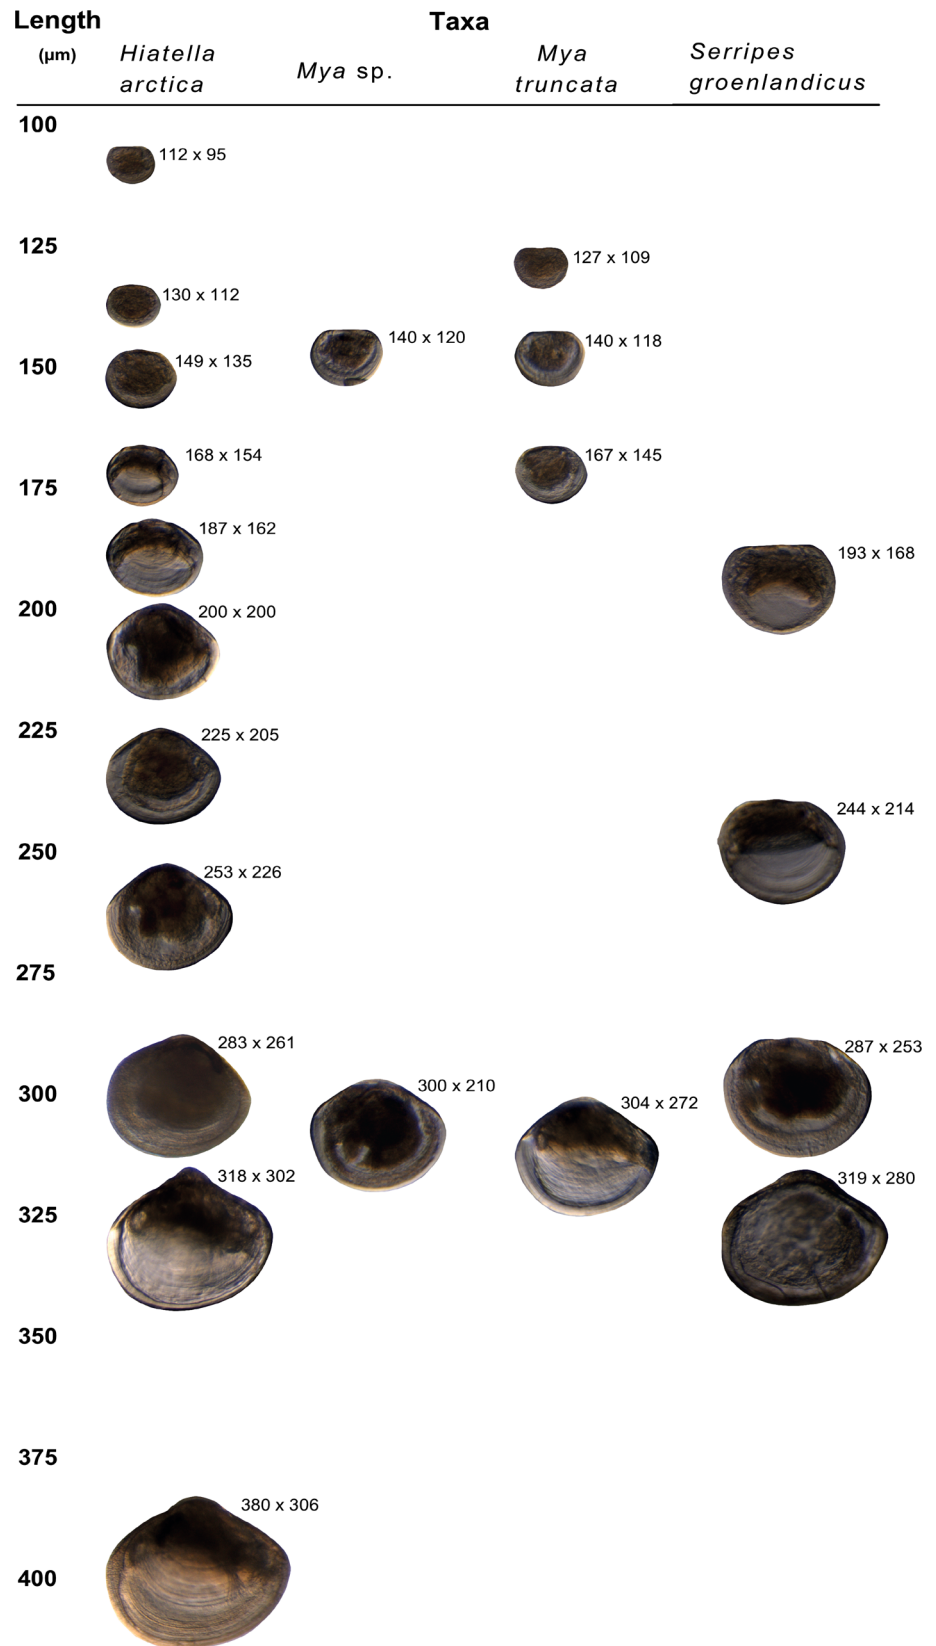 Length Taxa
(µm)
Hiatella
arctica
Mya sp.
Mya
truncata
Serripes
groenlandicus
100
112 x 95
125
127 x 109
130 x 112
140 x 120
140 x 118
149 x 135
150
168 x 154
167 x 145
175
187 x 162
193 x 168
200
200 x 200
225
225 x 205
244 x 214
250
253 x 226
275
283 x 261
287 x 253
300
300 x 210
304 x 272
318 x 302
319 x 280
325
350
375
380 x 306
400